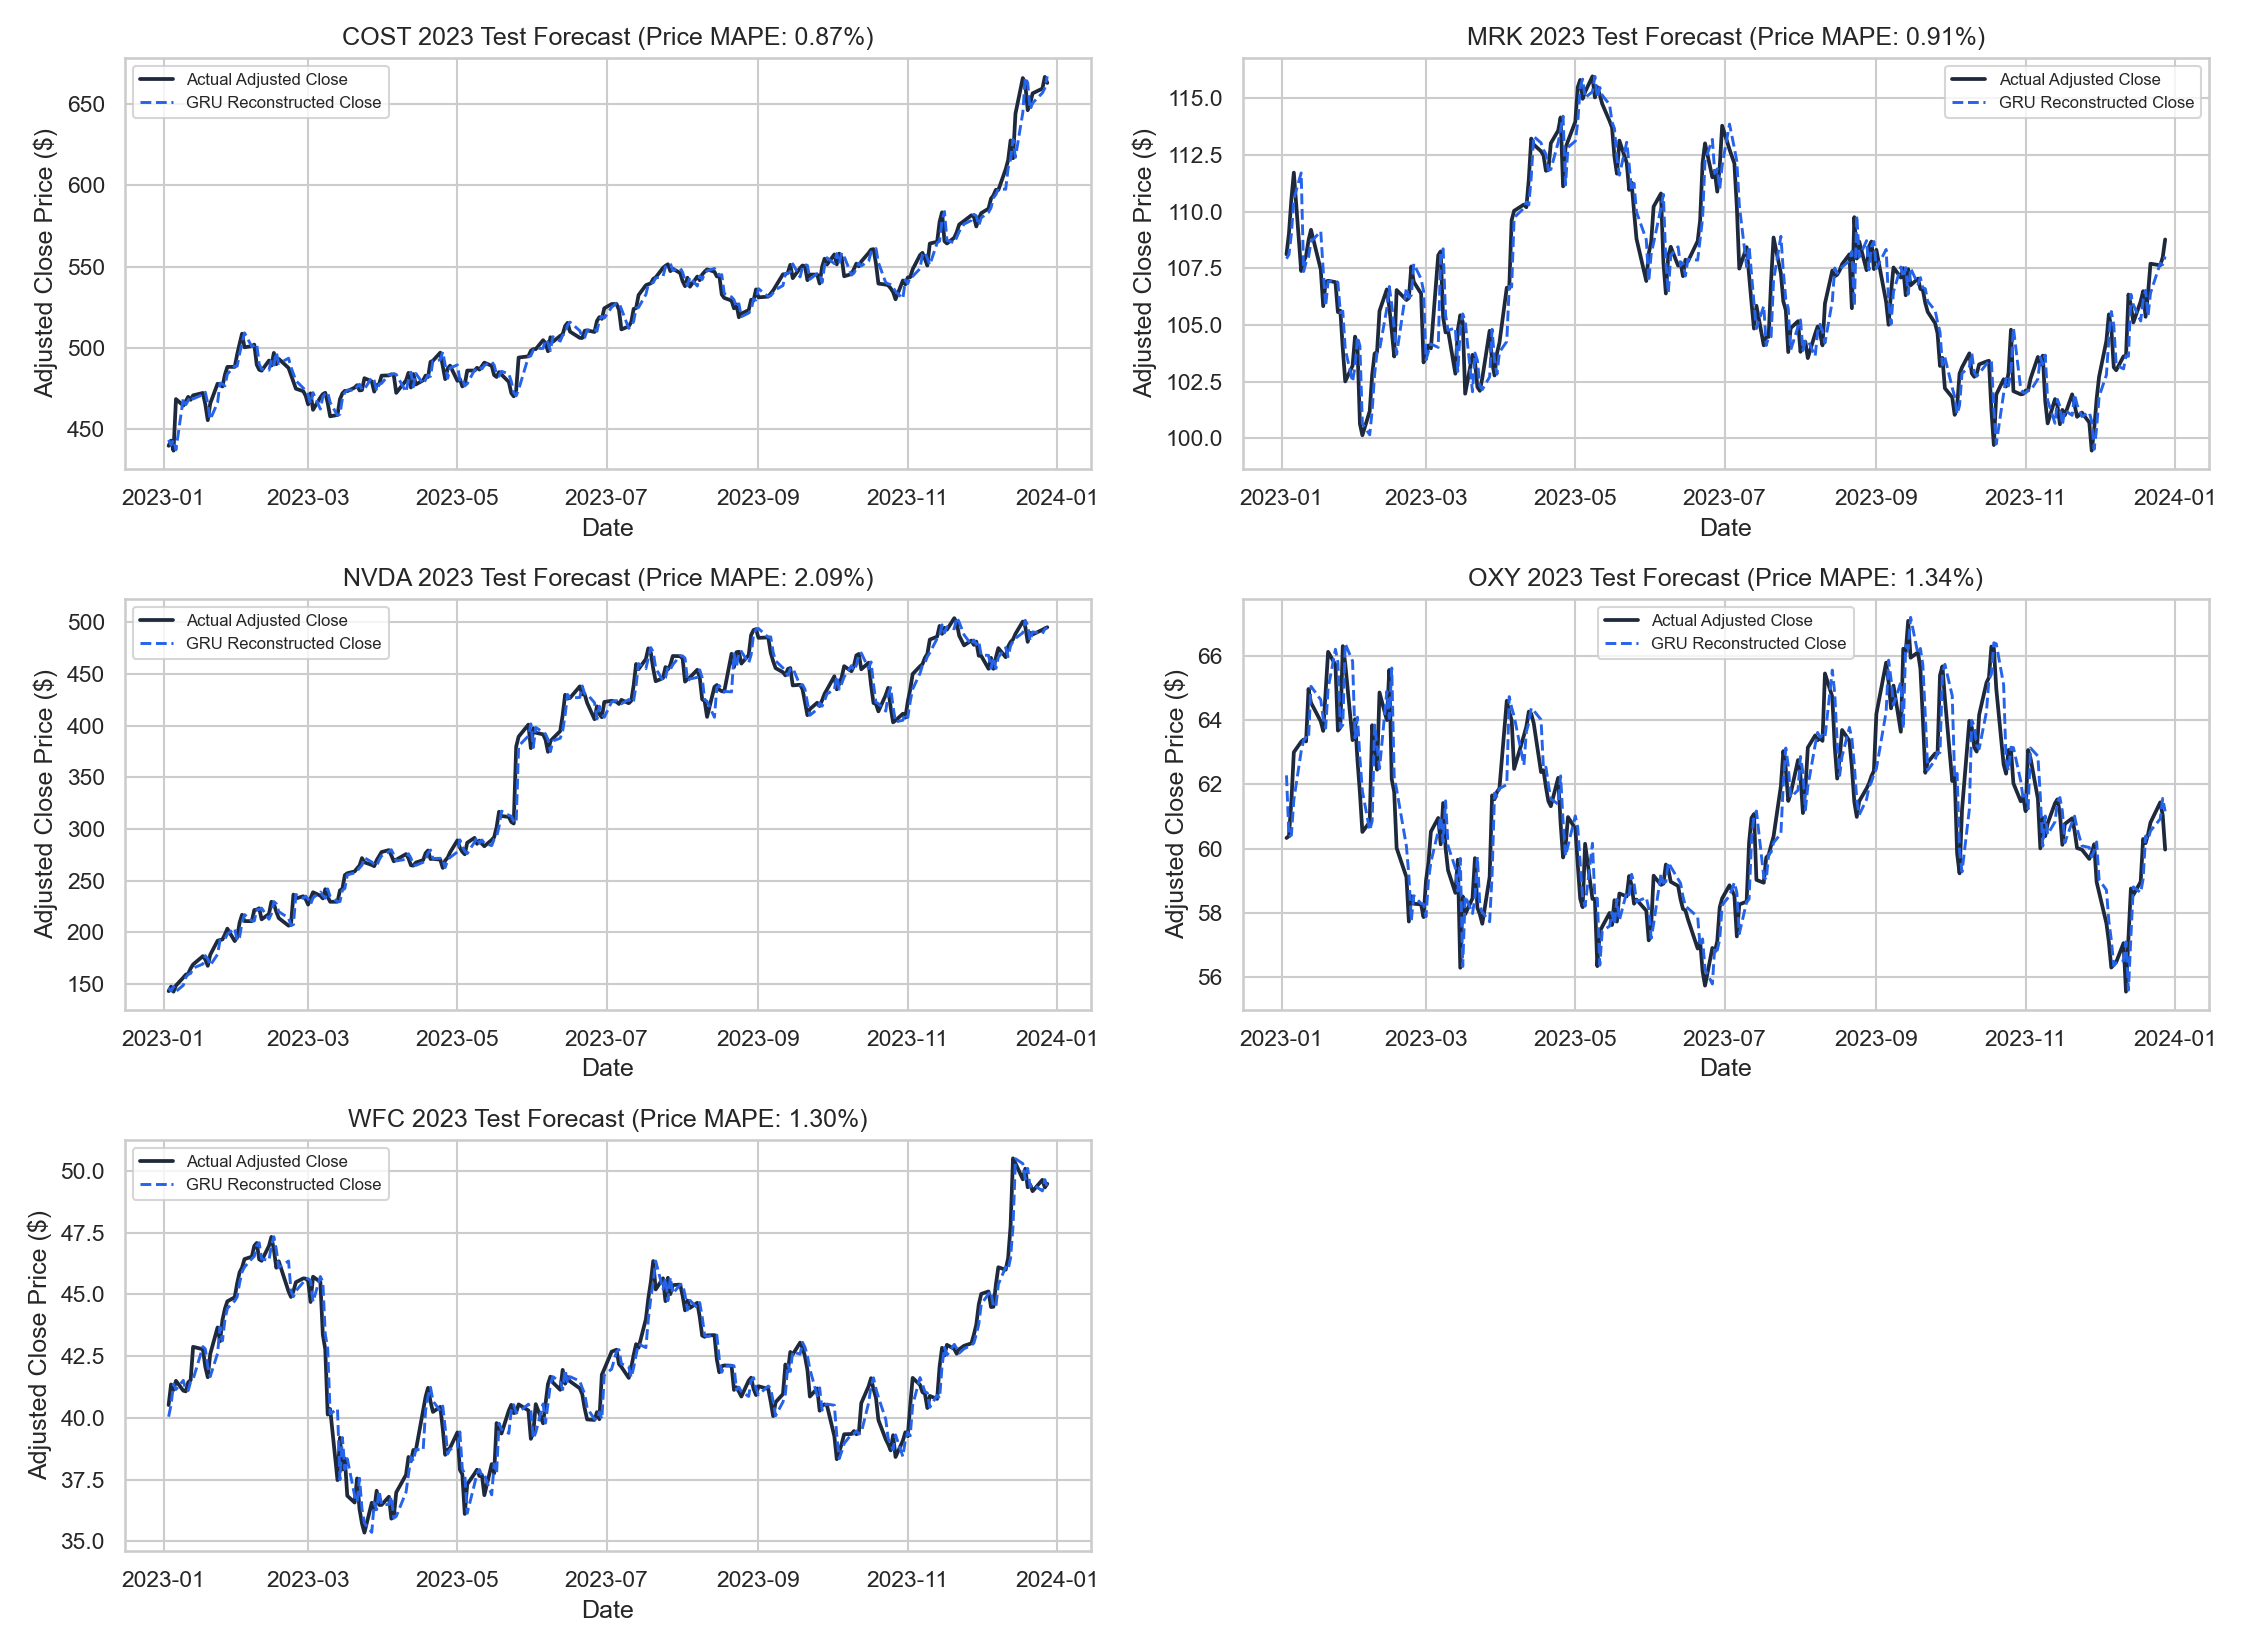 COST 2023 Test Forecast (Price MAPE: 0.87%)
Actual Adjusted Close
GRU Reconstructed Close
Adjusted Close Price ($)
650
600
550
500
450
2023-01 2023-03 2023-05 2023-07 2023-09 2023-11 2024-01
Date
MRK 2023 Test Forecast (Price MAPE: 0.91%)
Actual Adjusted Close
GRU Reconstructed Close
Adjusted Close Price ($)
115.0
112.5
110.0
107.5
105.0
102.5
100.0
2023-01 2023-03 2023-05 2023-07 2023-09 2023-11 2024-01
Date
NVDA 2023 Test Forecast (Price MAPE: 2.09%)
Actual Adjusted Close
GRU Reconstructed Close
Adjusted Close Price ($)
500
450
400
350
300
250
200
150
2023-01 2023-03 2023-05 2023-07 2023-09 2023-11 2024-01
Date
OXY 2023 Test Forecast (Price MAPE: 1.34%)
Actual Adjusted Close
GRU Reconstructed Close
Adjusted Close Price ($)
66
64
62
60
58
56
2023-01 2023-03 2023-05 2023-07 2023-09 2023-11 2024-01
Date
WFC 2023 Test Forecast (Price MAPE: 1.30%)
Actual Adjusted Close
GRU Reconstructed Close
Adjusted Close Price ($)
50.0
47.5
45.0
42.5
40.0
37.5
35.0
2023-01 2023-03 2023-05 2023-07 2023-09 2023-11 2024-01
Date